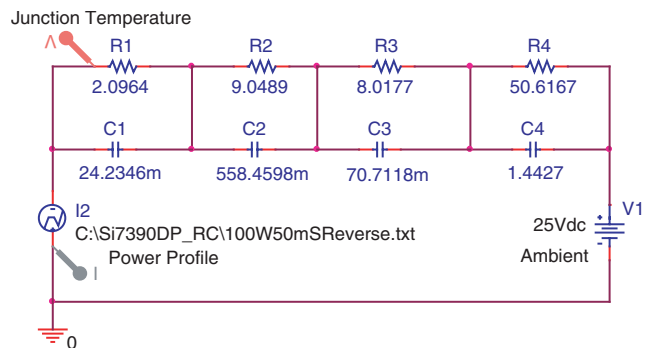 Junction Temperature
V
R1 R2 R3 R4
2.0964 9.0489 8.0177 50.6167
C1 C2 C3 C4
24.2346m 558.4598m 70.7118m 1.4427
I2 V1
C:\Si7390DP_RC\100W50mSReverse.txt 25Vdc
Power Profile Ambient
I
0